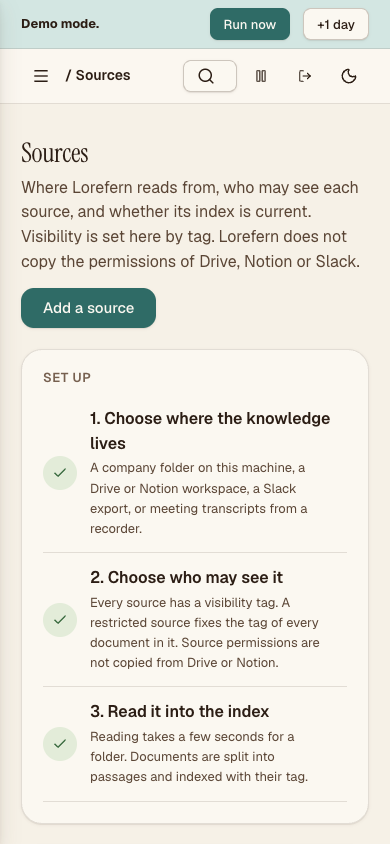 Demo mode.
Run now
+1 day
/ Sources
Sources
Where Lorefern reads from, who may see each
source, and whether its index is current.
Visibility is set here by tag. Lorefern does not
copy the permissions of Drive, Notion or Slack.
Add a source
SET UP
1. Choose where the knowledge
lives
A company folder on this machine, a
Drive or Notion workspace, a Slack
export, or meeting transcripts from a
recorder.
2. Choose who may see it
Every source has a visibility tag. A
restricted source fixes the tag of every
document in it. Source permissions are
not copied from Drive or Notion.
3. Read it into the index
Reading takes a few seconds for a
folder. Documents are split into
passages and indexed with their tag.